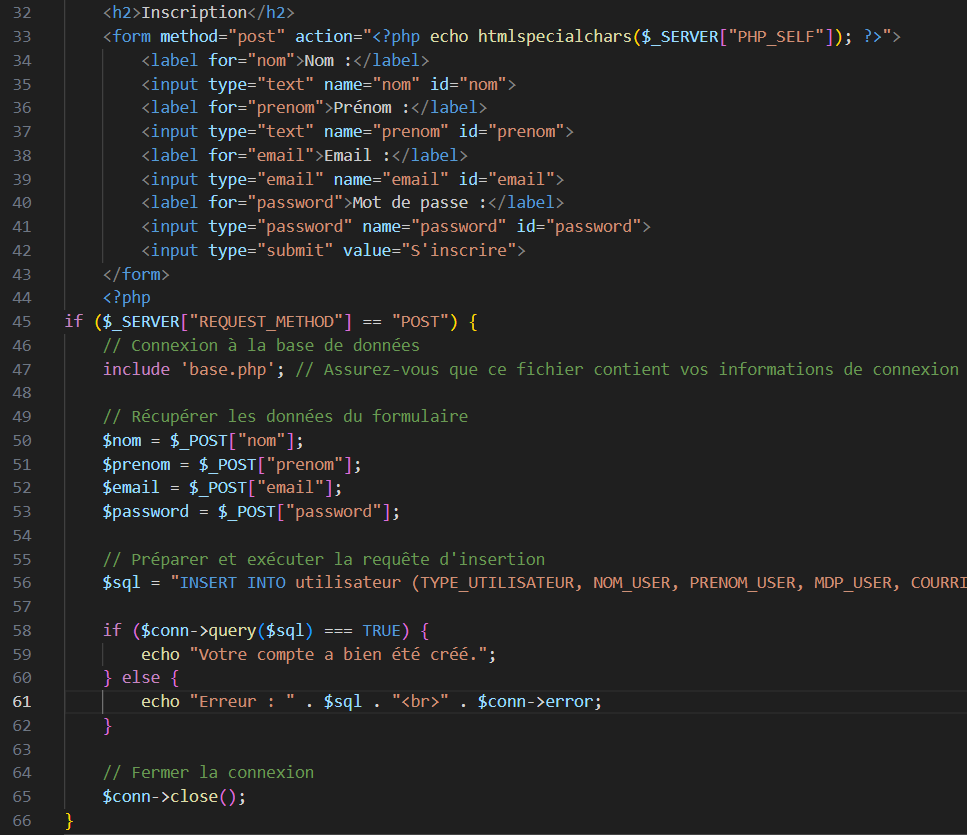 32 <h2>Inscription</h2>
33 <form method="post" action="<?php echo htmlspecialchars($_SERVER["PHP_SELF"]); ?>">
34 <label for="nom">Nom :</label>
35 <input type="text" name="nom" id="nom">
36 <label for="prenom">Prénom :</label>
37 <input type="text" name="prenom" id="prenom">
38 <label for="email">Email :</label>
39 <input type="email" name="email" id="email">
40 <label for="password">Mot de passe :</label>
41 <input type="password" name="password" id="password">
42 <input type="submit" value="S'inscrire">
43 </form>
44 <?php
45 if ($_SERVER["REQUEST_METHOD"] == "POST") {
46 // Connexion à la base de données
47 include 'base.php'; // Assurez-vous que ce fichier contient vos informations de connexion
48
49 // Récupérer les données du formulaire
50 $nom = $_POST["nom"];
51 $prenom = $_POST["prenom"];
52 $email = $_POST["email"];
53 $password = $_POST["password"];
54
55 // Préparer et exécuter la requête d'insertion
56 $sql = "INSERT INTO utilisateur (TYPE_UTILISATEUR, NOM_USER, PRENOM_USER, MDP_USER, COURRI
57
58 if ($conn->query($sql) === TRUE) {
59 echo "Votre compte a bien été créé.";
60 } else {
61 echo "Erreur : " . $sql . "<br>" . $conn->error;
62 }
63
64 // Fermer la connexion
65 $conn->close();
66 }